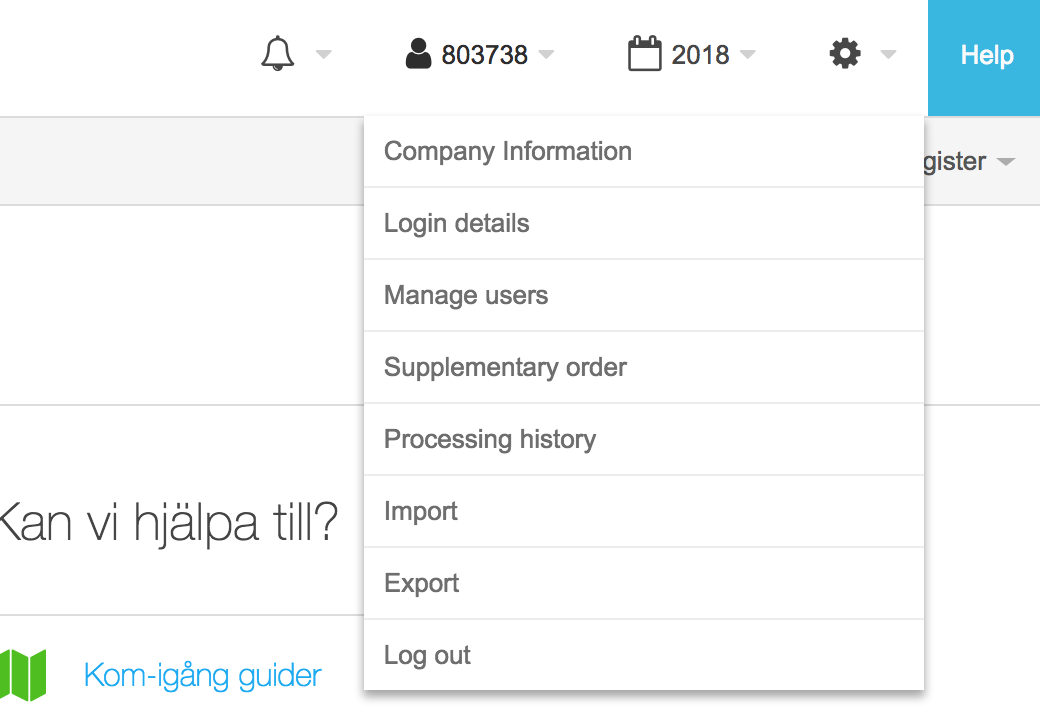 803738
2018
Help
gister
Company Information
Login details
Manage users
Supplementary order
Processing history
Import
Export
Log out
Kan vi hjälpa till?
Kom-igång guider